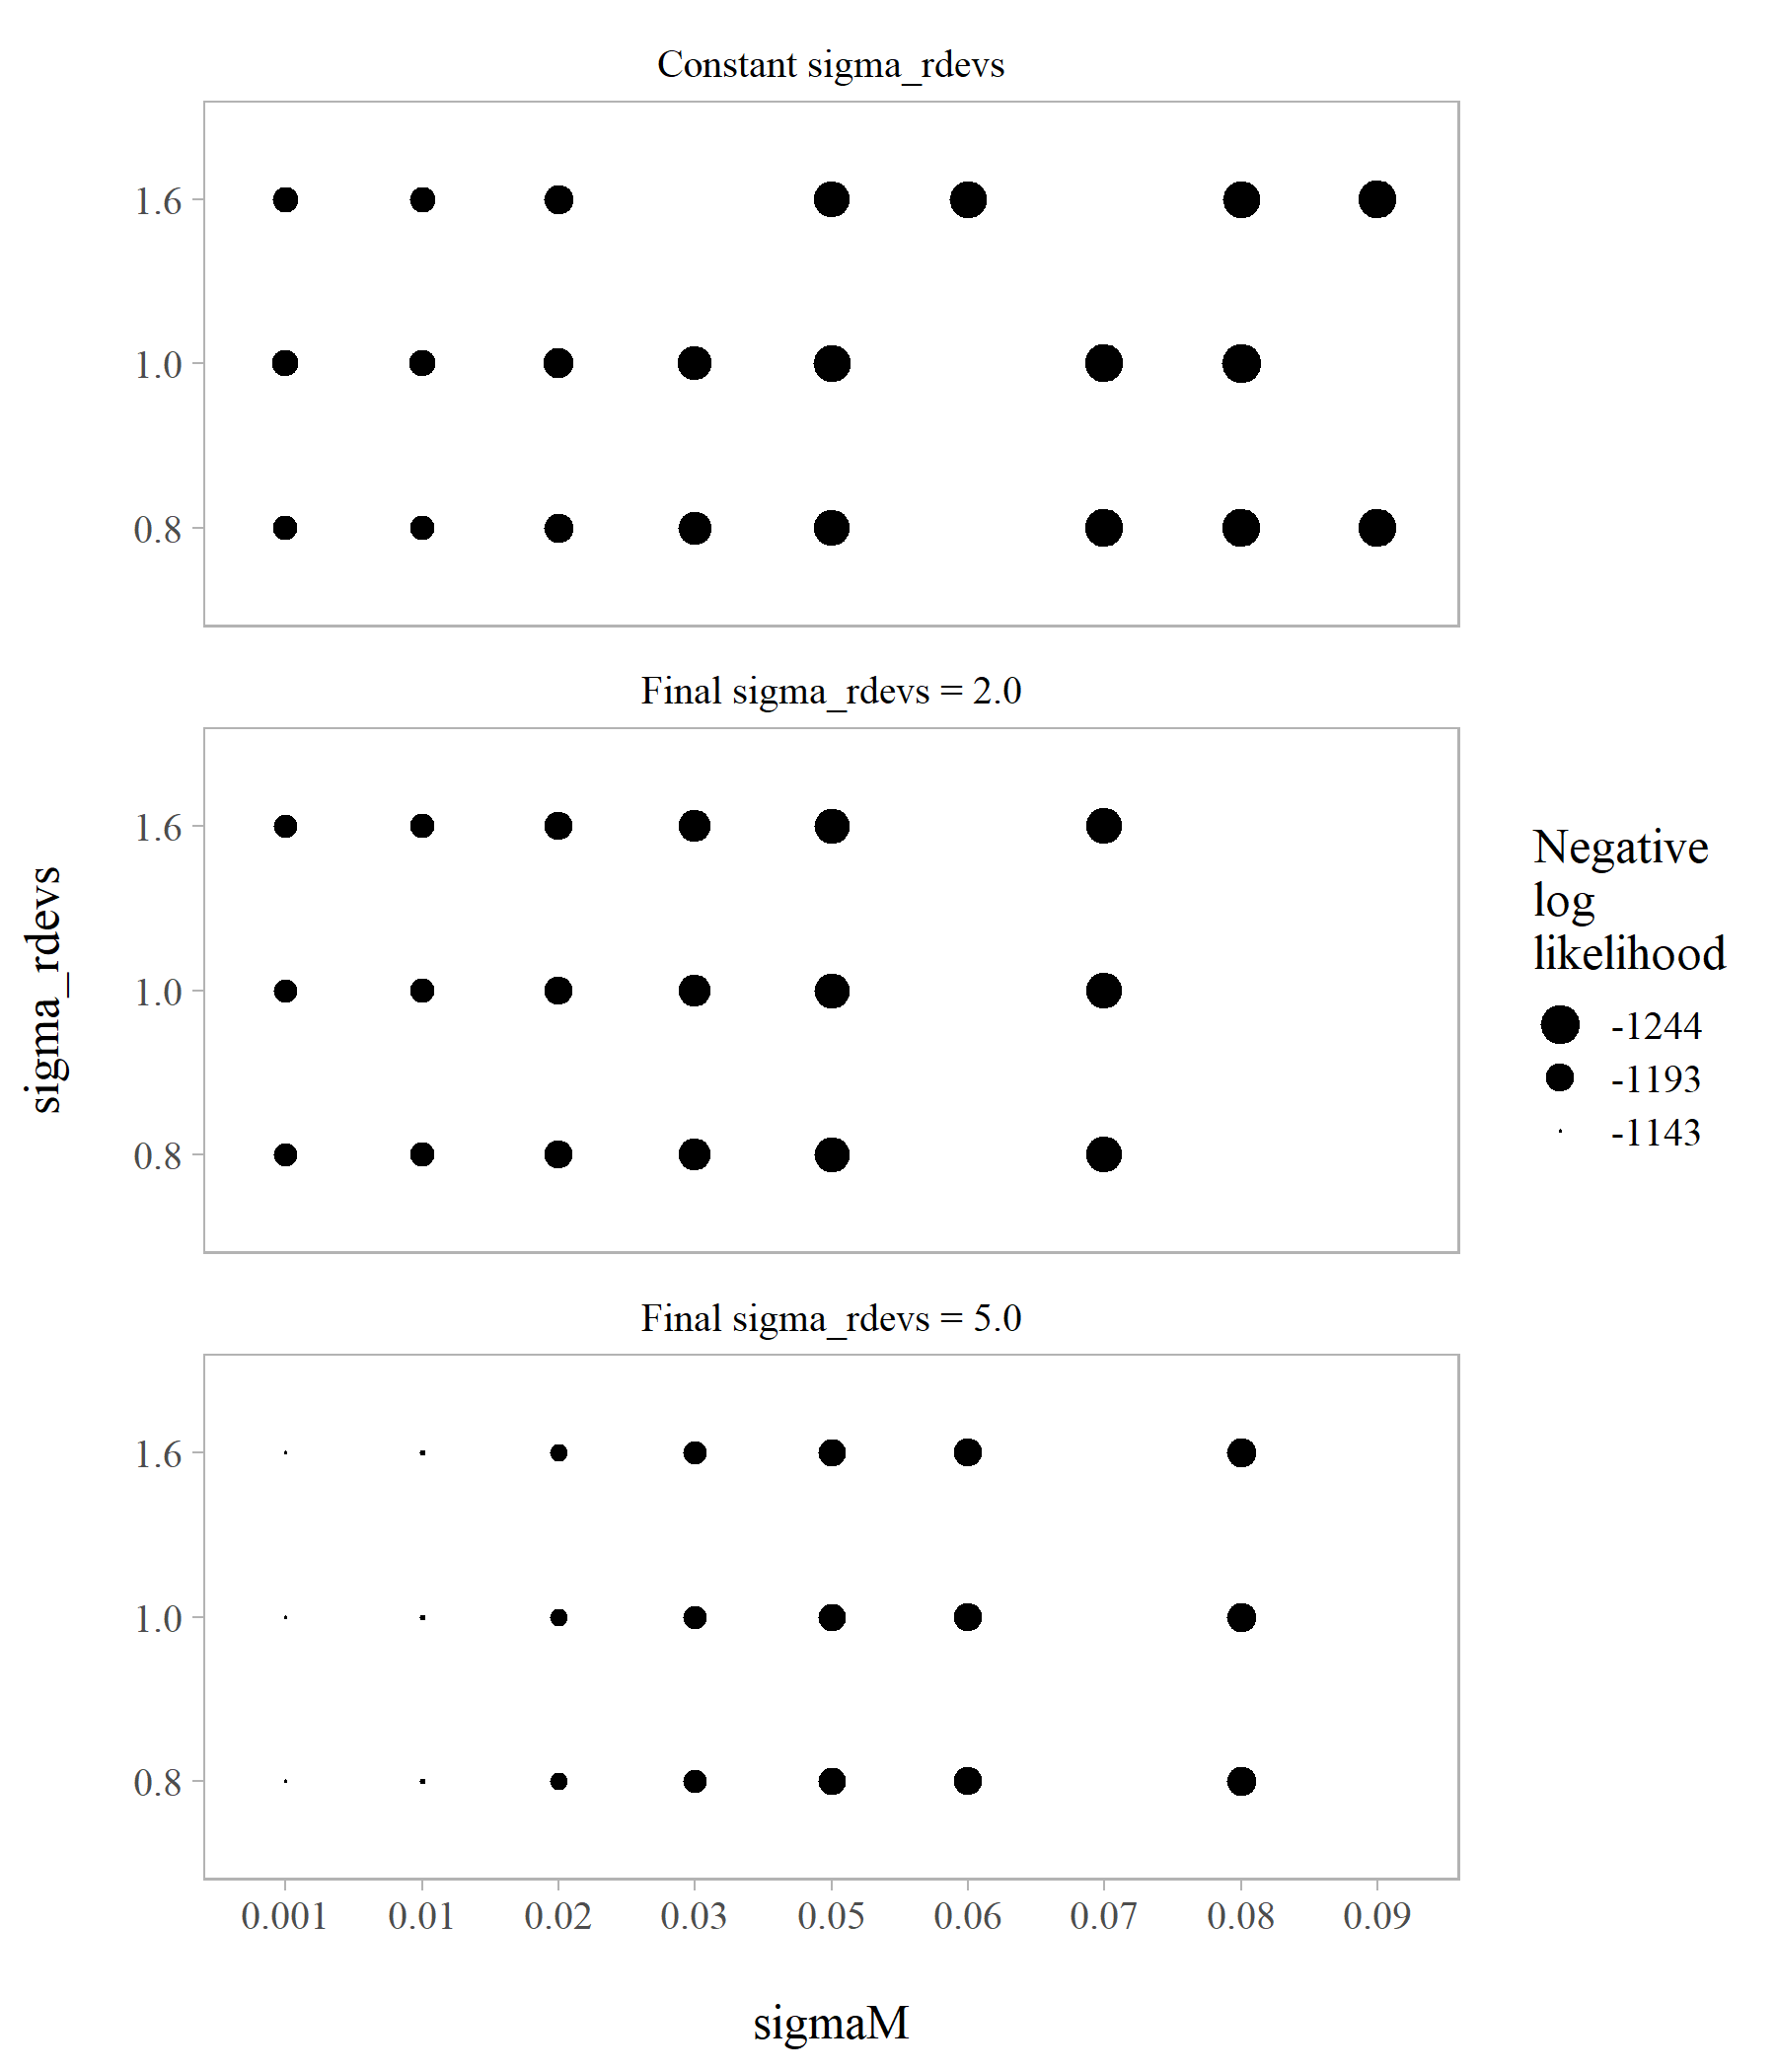 Constant sigma_rdevs
1.6
1.0
0.8
Final sigma_rdevs = 2.0
1.6
1.0
0.8
Final sigma_rdevs = 5.0
1.6
1.0
0.8
0.001 0.01 0.02 0.03 0.05 0.06 0.07 0.08 0.09
sigmaM
sigma_rdevs
Negative
log
likelihood
-1244
-1193
-1143